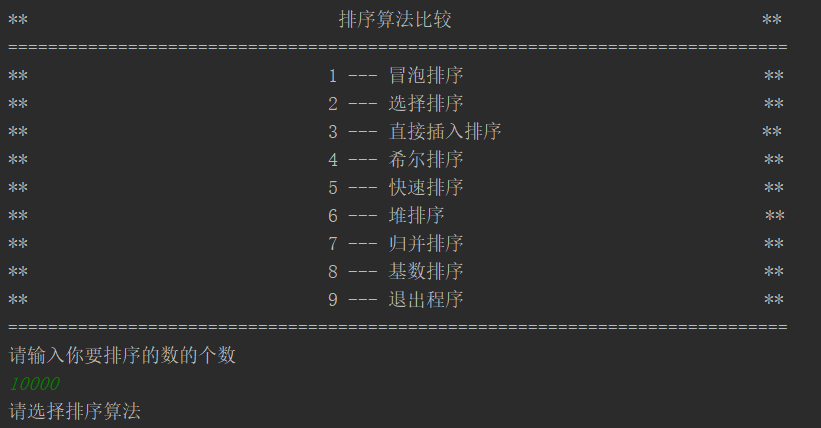 ** 排序算法比较 **
==============================================================================
** 1 --- 冒泡排序 **
** 2 --- 选择排序 **
** 3 --- 直接插入排序 **
** 4 --- 希尔排序 **
** 5 --- 快速排序 **
** 6 --- 堆排序 **
** 7 --- 归并排序 **
** 8 --- 基数排序 **
** 9 --- 退出程序 **
==============================================================================
请输入你要排序的数的个数
10000
请选择排序算法